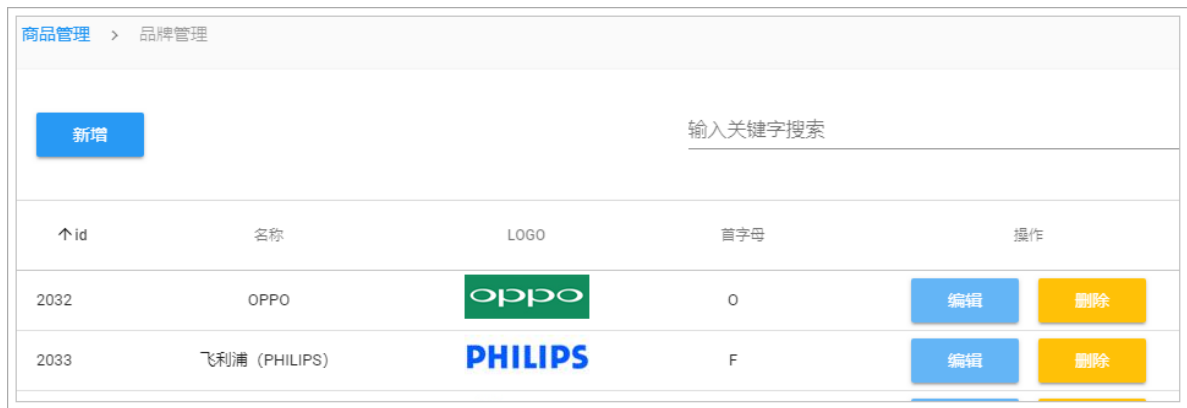 商品管理 > 品牌管理
新增
输入关键字搜索
↑id 名称 LOGO 首字母 操作
2032 OPPO oppo O 编辑 删除
2033 飞利浦（PHILIPS） PHILIPS F 编辑 删除